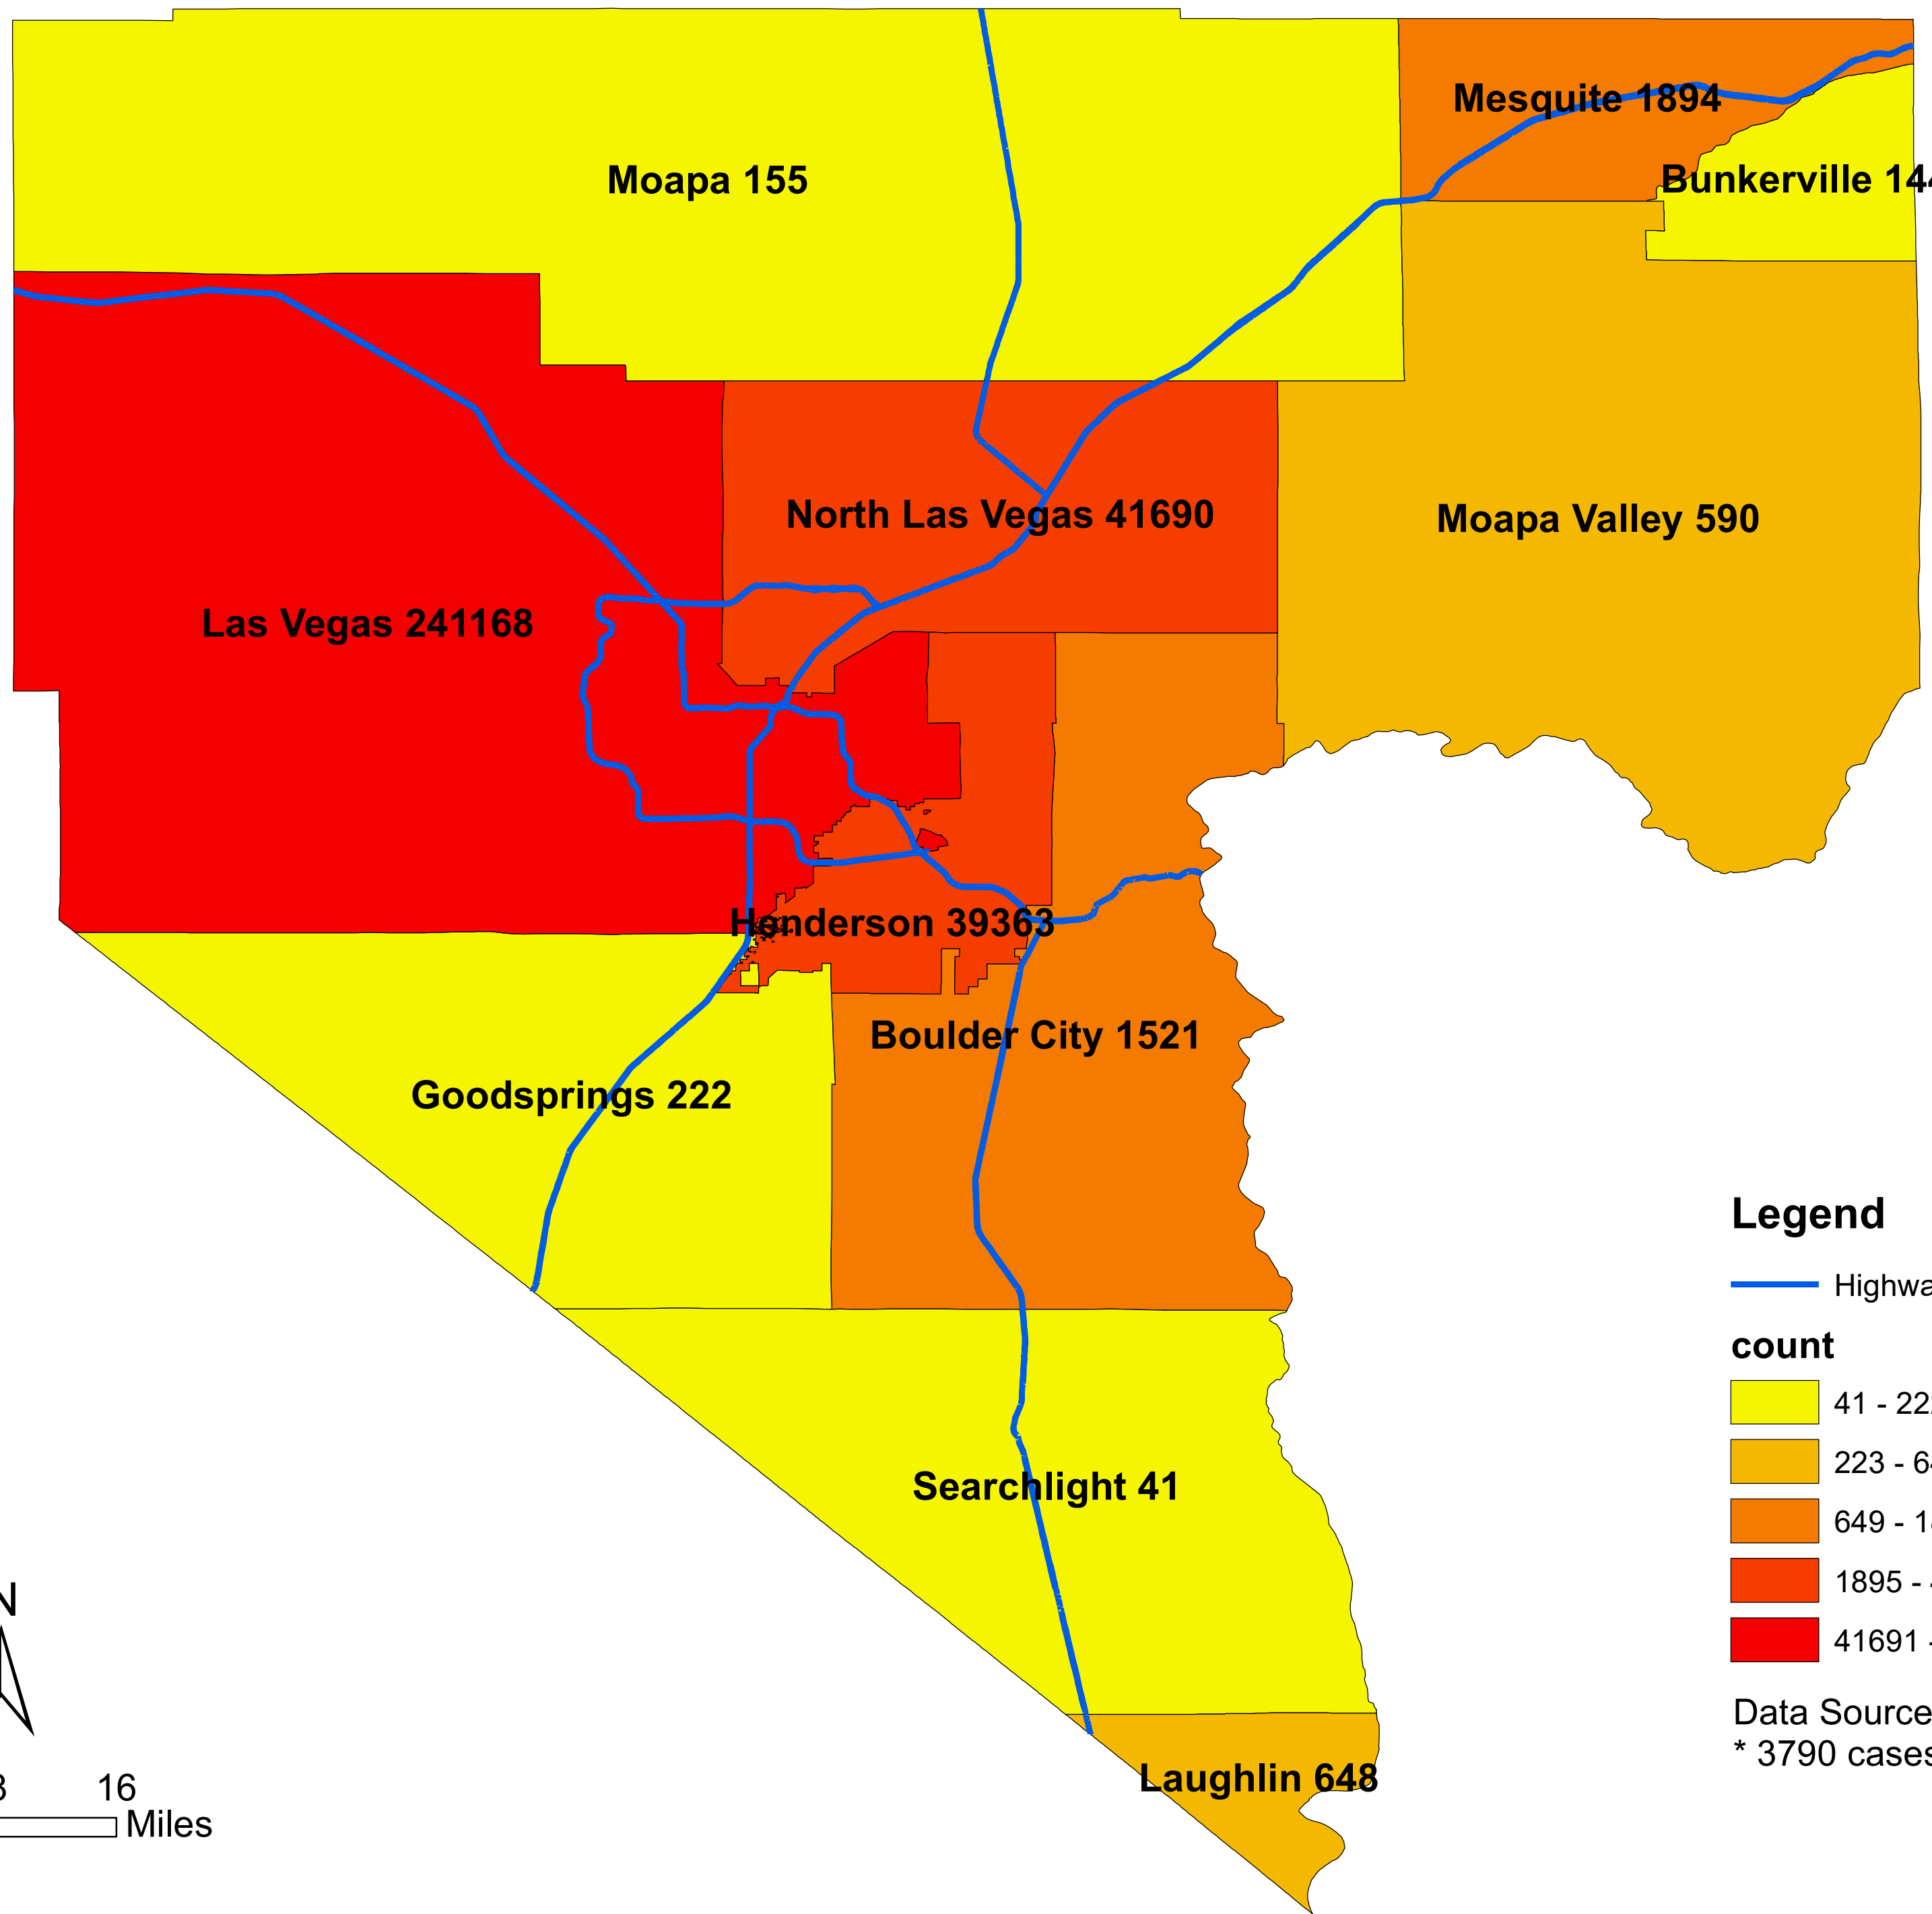 Mesquite 1894
Moapa 155
Bunkerville 144
North Las Vegas 41690
Moapa Valley 590
Las Vegas 241168
Henderson 39363
Boulder City 1521
Goodsprings 222
Searchlight 41
Laughlin 648
Legend
Highwa
count
41 - 22
223 - 6
649 - 18
1895 -
41691 -
Data Source
* 3790 cases
N
16
Miles